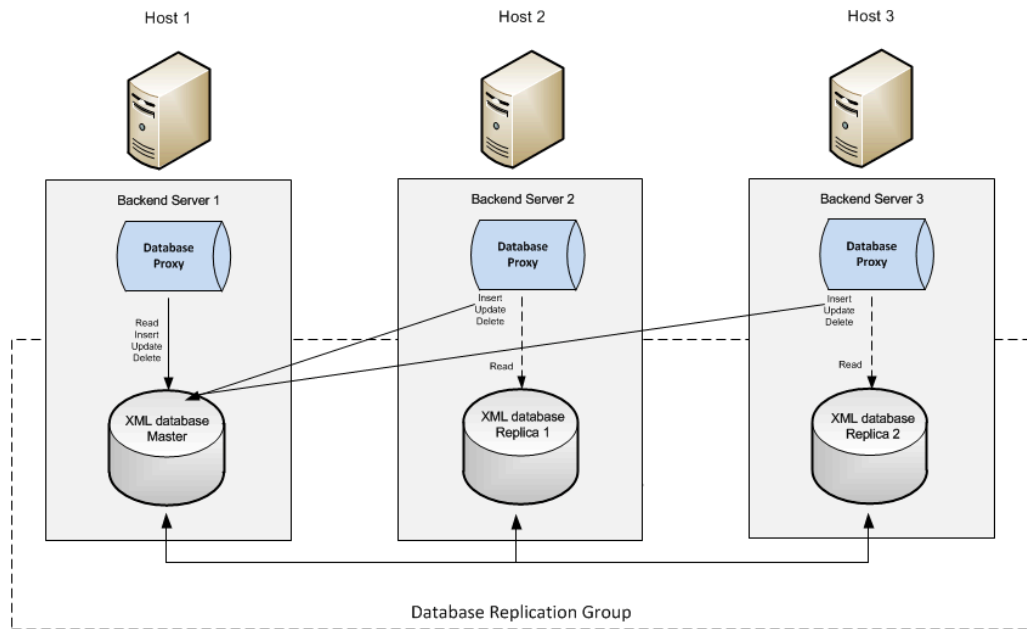 Host 1
Host 2
Host 3
Backend Server 1
Backend Server 2
Backend Server 3
Database
Proxy
Database
Proxy
Database
Proxy
Read
Insert
Update
Delete
Insert
Update
Delete
Insert
Update
Delete
Read
Read
XML database
Master
XML database
Replica 1
XML database
Replica 2
Database Replication Group